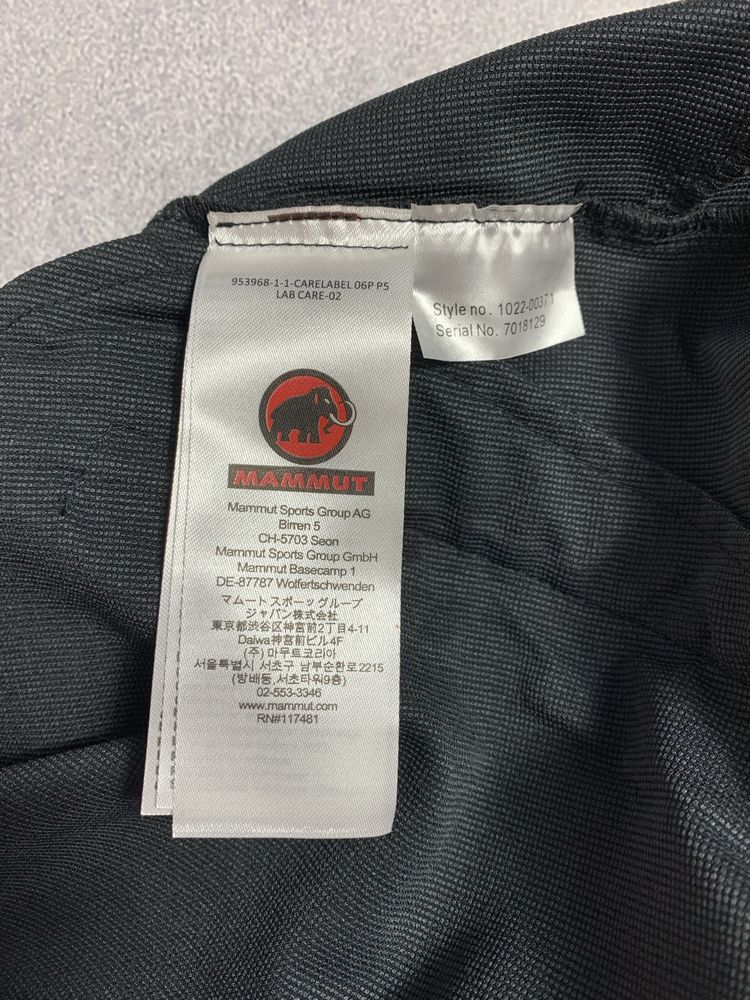 953968-1-1-CARELABEL 06P P5
LAB CARE-02
MAMMUT
Mammut Sports Group AG
Birren 5
CH-5703 Seon
Mammut Sports Group GmbH
Mammut Basecamp 1
DE-87787 Wolfertschwenden
マムート スポーツグループ
ジャパン株式会社
東京都渋谷区神宮前2丁目4-11
Daiwa神宮前ビル4F
(주) 마무트코리아
서울특별시 서초구 남부순환로2215
(방배동,서초타워9층)
02-553-3346
www.mammut.com
RN#117481
Style no. 1022-00371
Serial No. 7018129